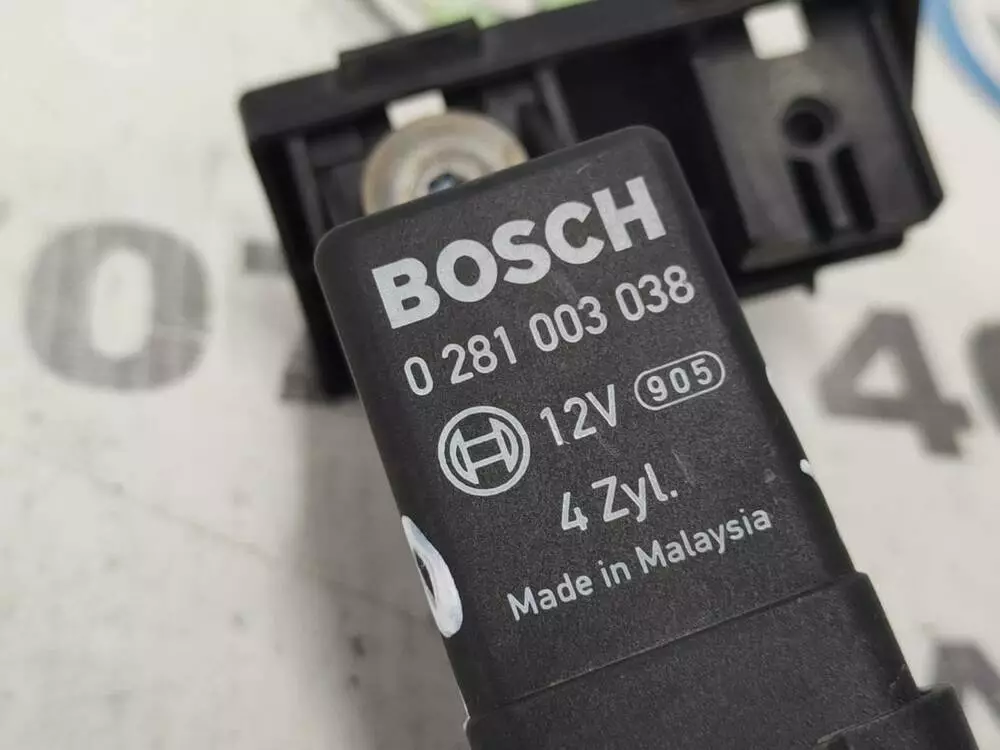 BOSCH
0 281 003 038
12V 905
4 Zyl.
Made in Malaysia